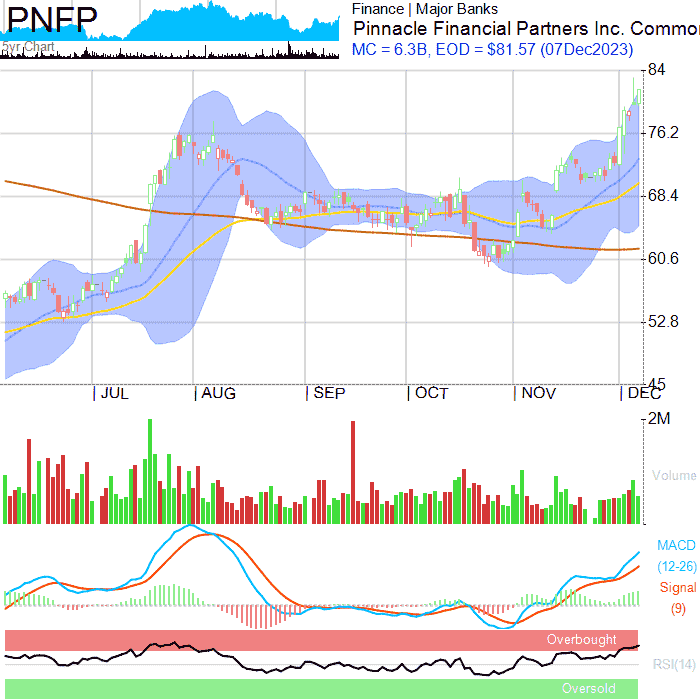 PNFP
5yr Chart
Finance | Major Banks
Pinnacle Financial Partners Inc. Common
MC = 6.3B, EOD = $81.57 (07Dec2023)
84
76.2
68.4
60.6
52.8
45
JUL AUG SEP OCT NOV DEC
2M
Volume
MACD
(12-26)
Signal
(9)
Overbought
RSI(14)
Oversold